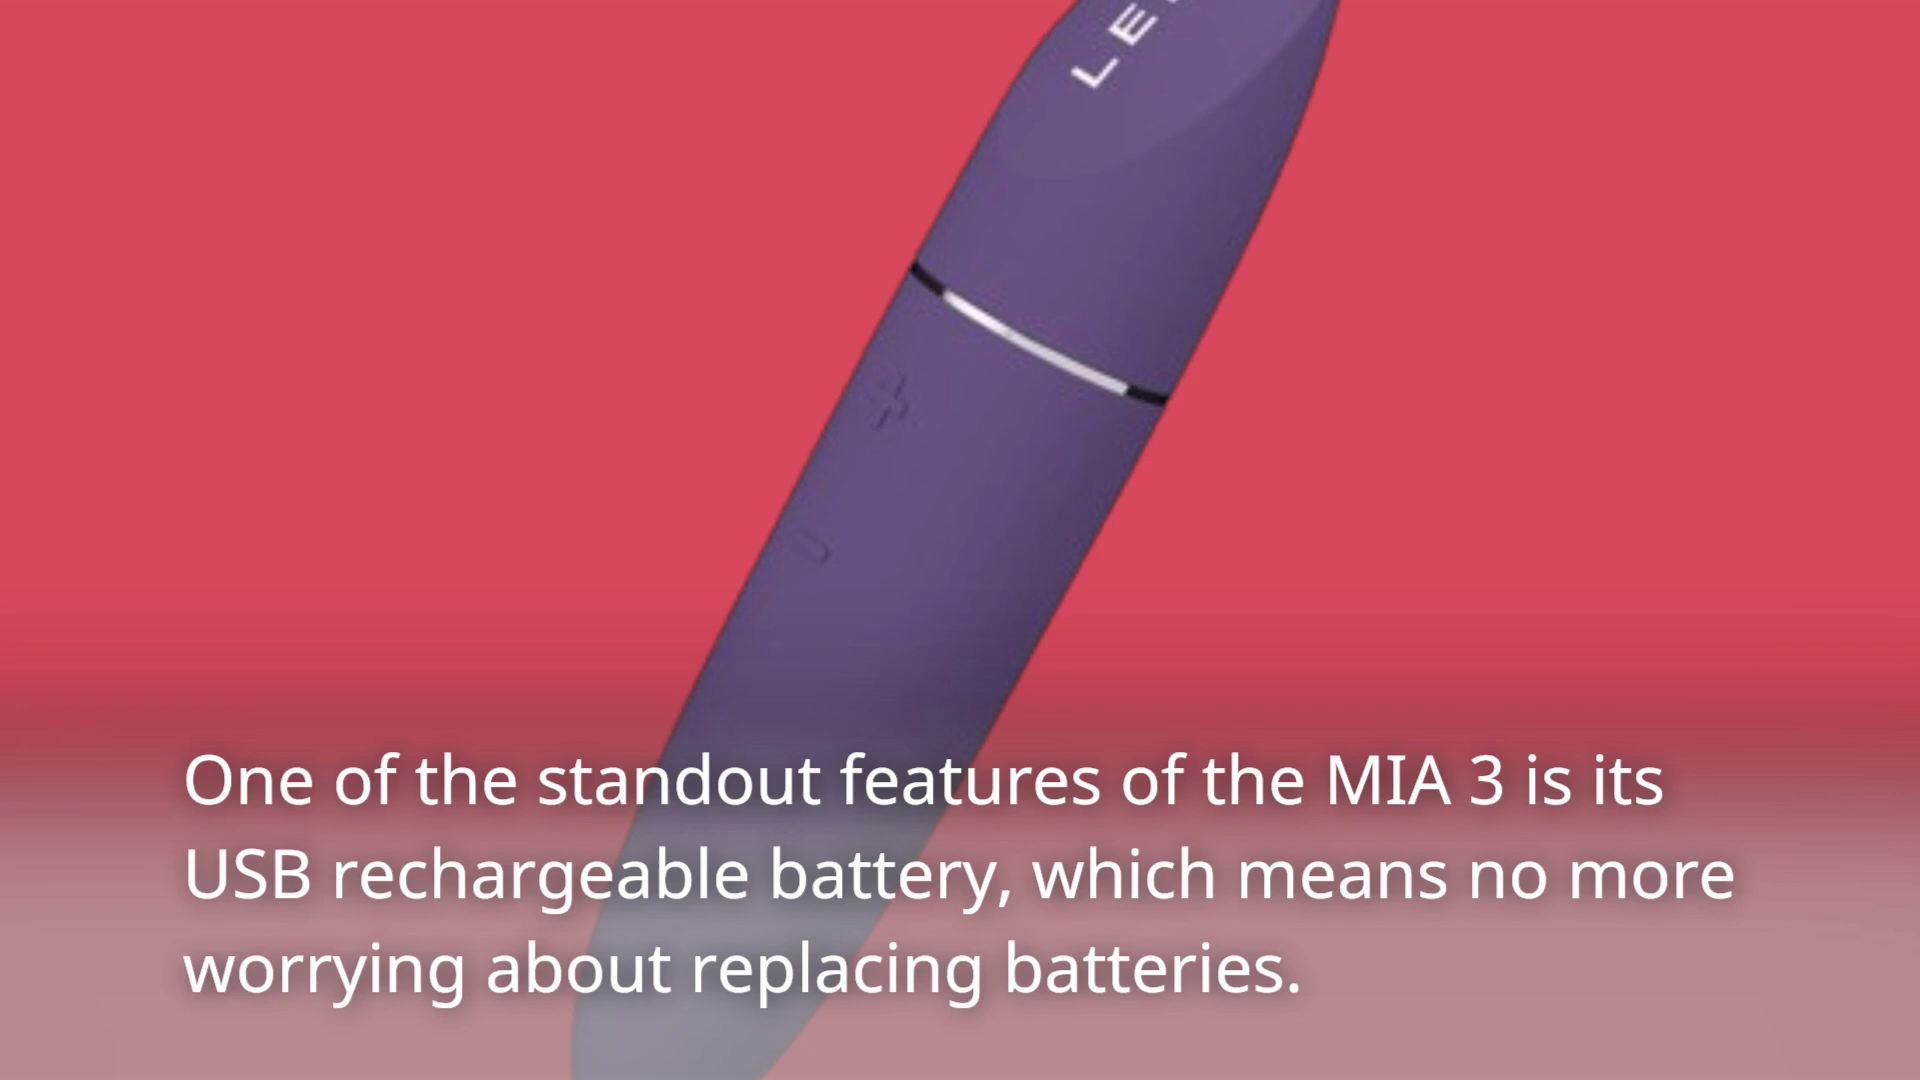 LE
One of the standout features of the MIA 3 is its
USB rechargeable battery, which means no more
worrying about replacing batteries.